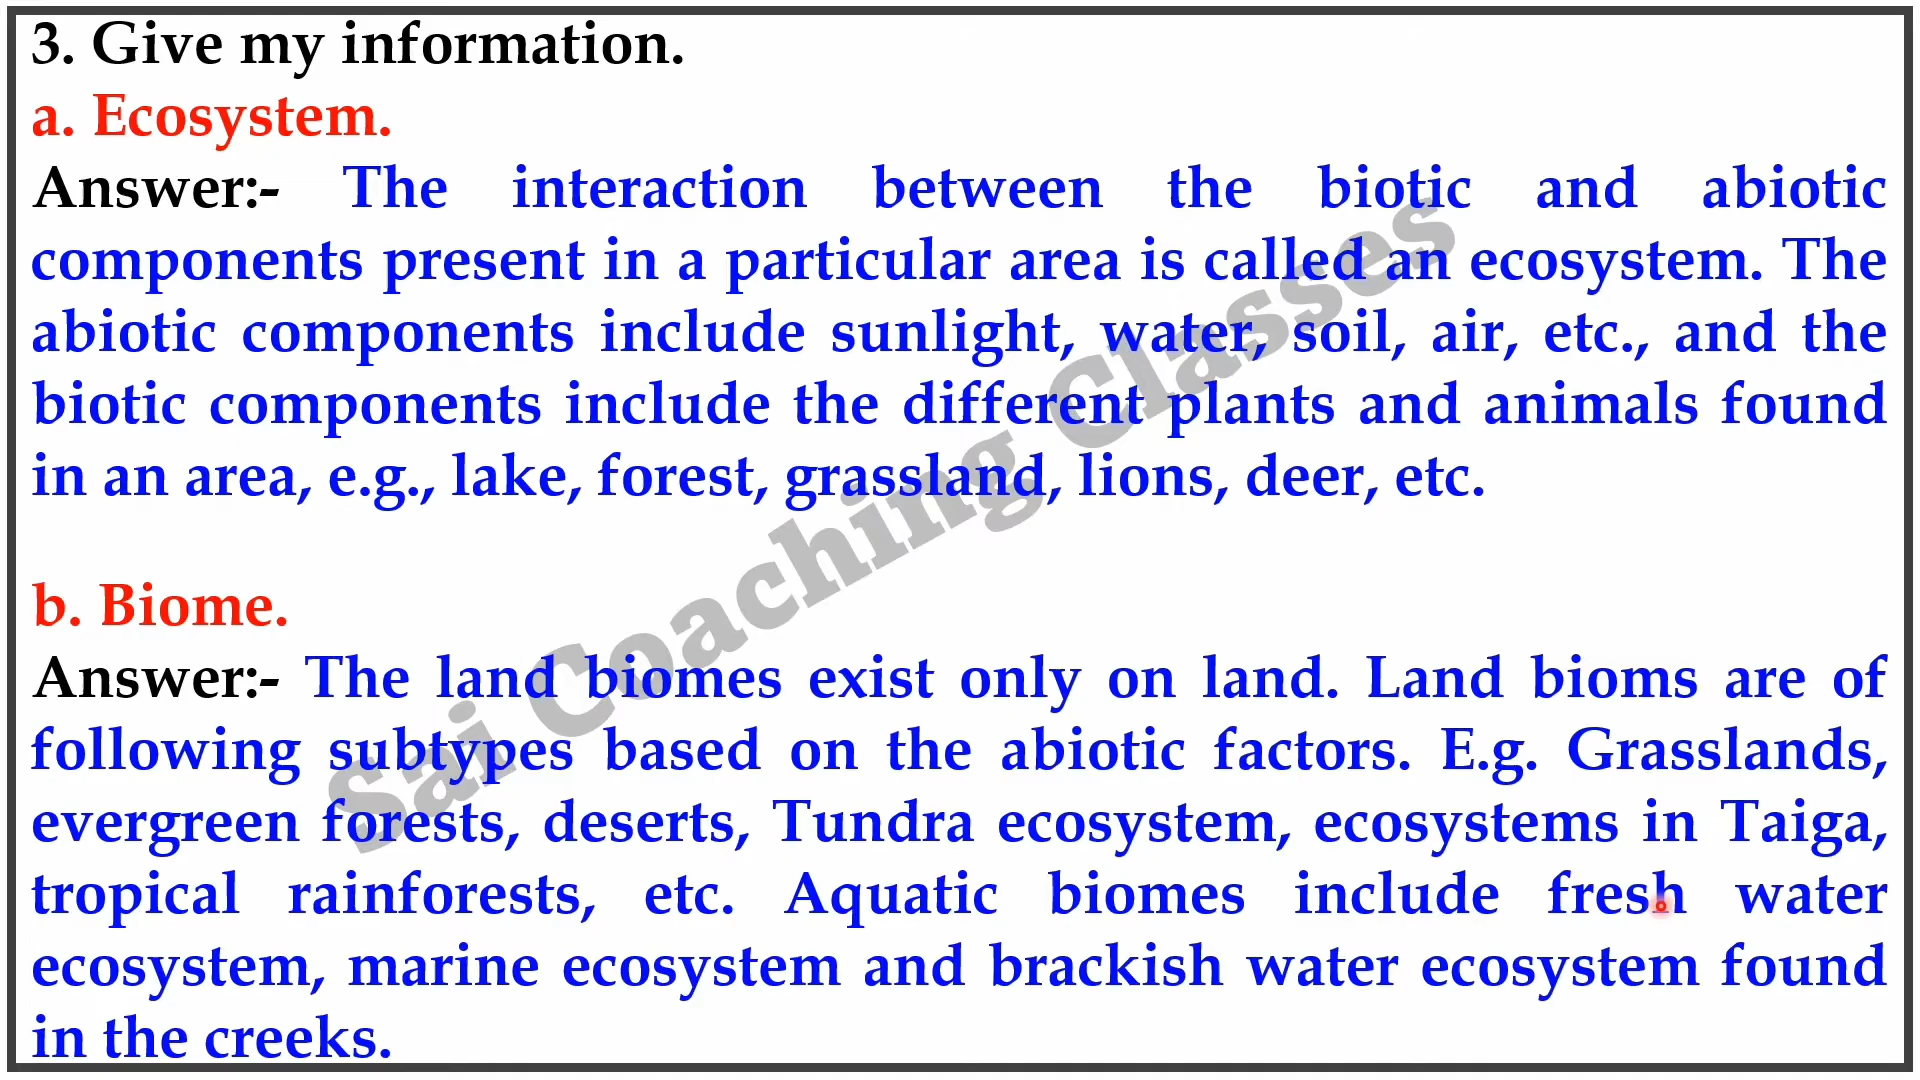 3. Give my information.
a. Ecosystem.
Answer:- The interaction between the biotic and abiotic
components present in a particular area is called an ecosystem. The
abiotic components include sunlight, water, soil, air, etc., and the
biotic components include the different plants and animals found
in an area, e.g., lake, forest, grassland, lions, deer, etc.
b. Biome.
Answer:- The land biomes exist only on land. Land bioms are of
following subtypes based on the abiotic factors. E.g. Grasslands,
evergreen forests, deserts, Tundra ecosystem, ecosystems in Taiga,
tropical rainforests, etc. Aquatic biomes include fresh water
ecosystem, marine ecosystem and brackish water ecosystem found
in the creeks.
Sai Coaching Classes